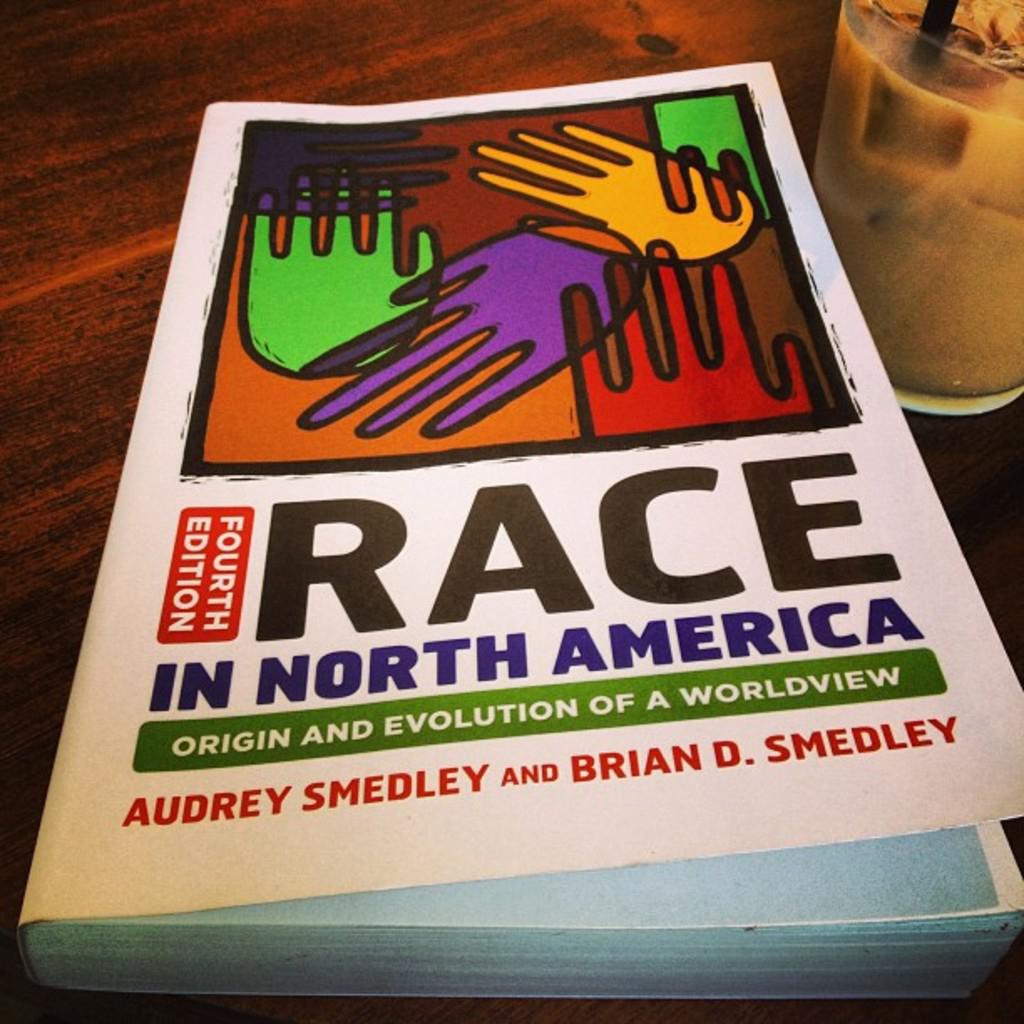 FOURTH
EDITION
RACE
IN NORTH AMERICA
ORIGIN AND EVOLUTION OF A WORLDVIEW
AUDREY SMEDLEY AND BRIAN D. SMEDLEY